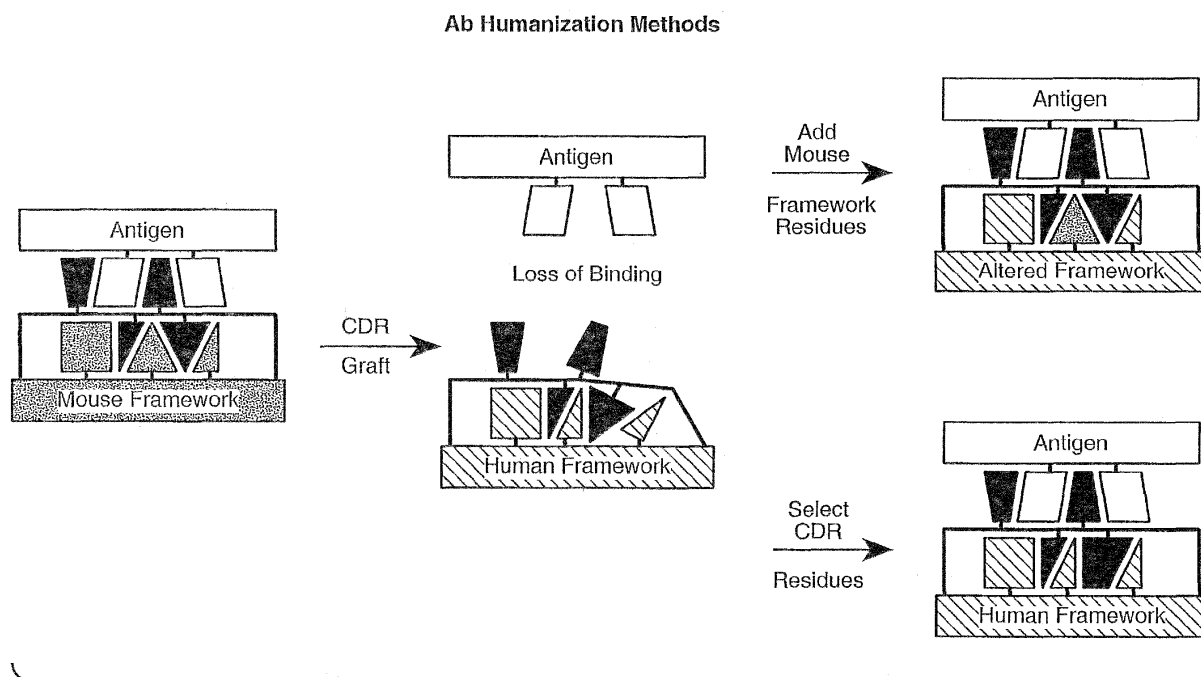 Ab Humanization Methods
Antigen
Mouse Framework
CDR
Graft
Antigen
Loss of Binding
Human Framework
Add
Mouse
Framework
Residues
Antigen
Altered Framework
Select
CDR
Residues
Antigen
Human Framework